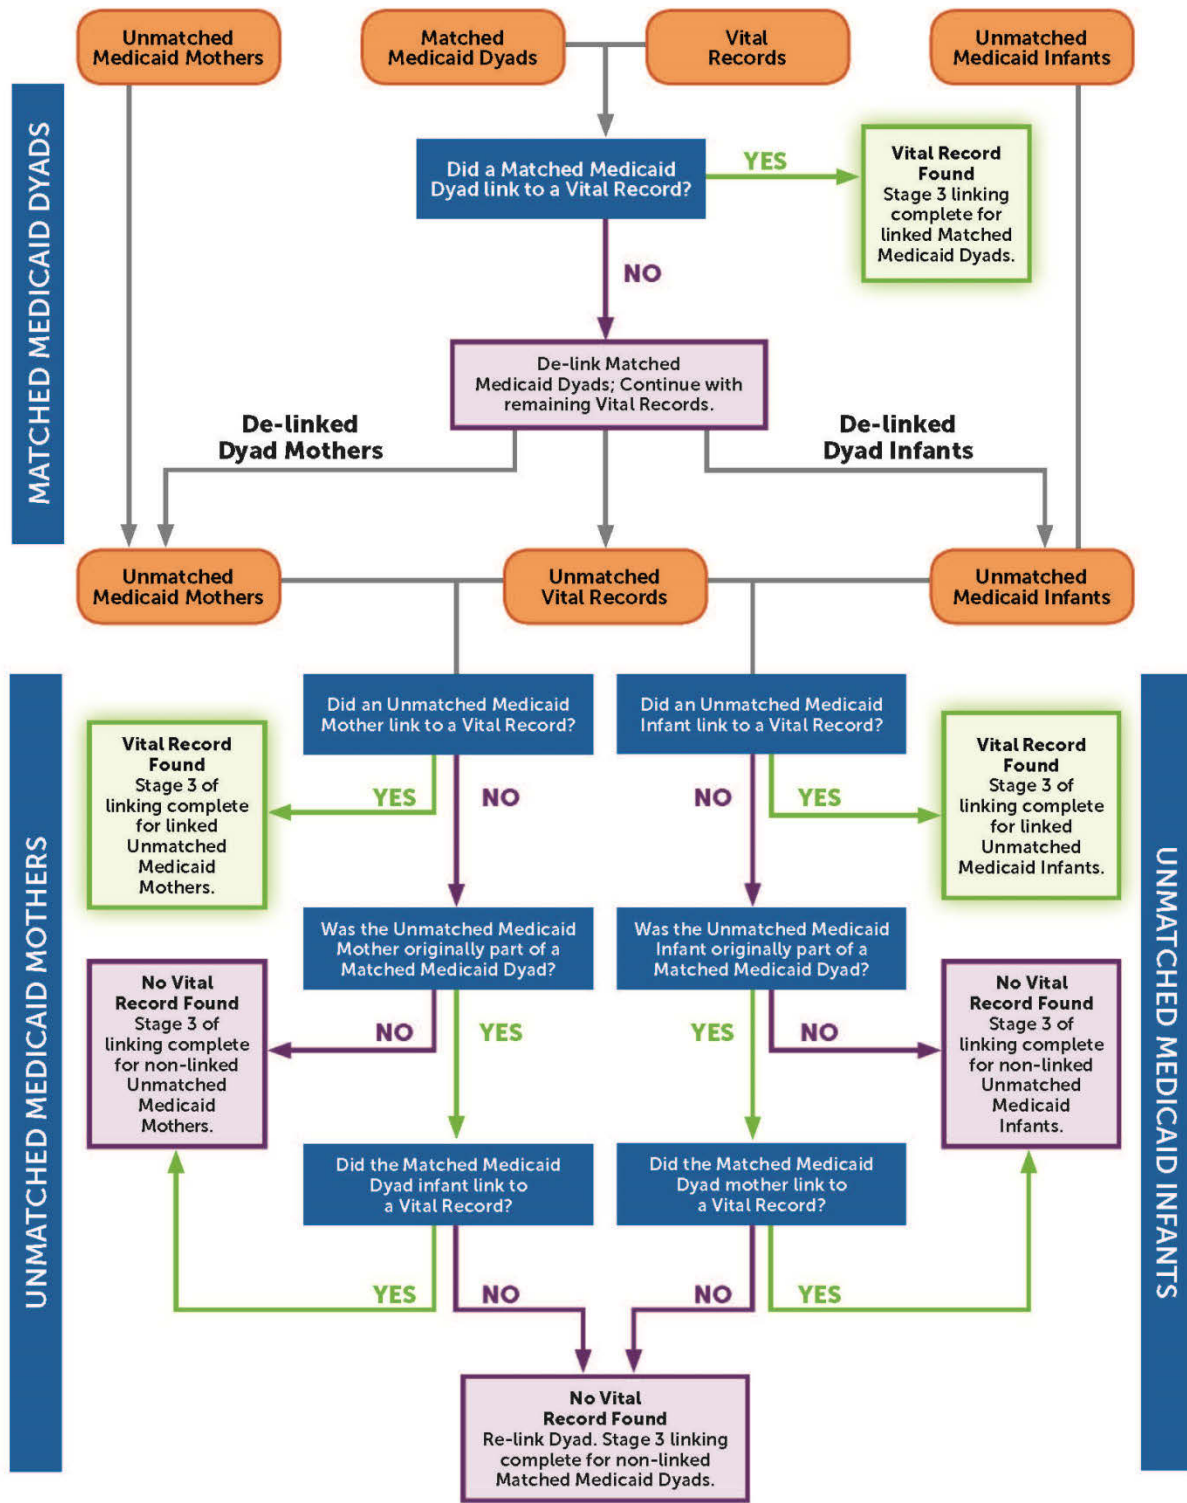 Unmatched
Medicaid Mothers
Matched
Medicaid Dyads
Vital
Records
Unmatched
Medicaid Infants
MATCHED MEDICAID DYADS
Did a Matched Medicaid
Dyad link to a Vital Record?
YES
Vital Record
Found
Stage 3 linking
complete for
linked Matched
Medicaid Dyads.
NO
De-link Matched
Medicaid Dyads; Continue with
remaining Vital Records.
De-linked
Dyad Mothers
De-linked
Dyad Infants
Unmatched
Medicaid Mothers
Unmatched
Vital Records
Unmatched
Medicaid Infants
UNMATCHED MEDICAID MOTHERS
Did an Unmatched Medicaid
Mother link to a Vital Record?
Did an Unmatched Medicaid
Infant link to a Vital Record?
UNMATCHED MEDICAID INFANTS
Vital Record
Found
Stage 3 of
linking complete
for linked
Unmatched
Medicaid
Mothers.
YES
NO
NO
YES
Vital Record
Found
Stage 3 of
linking complete
for linked
Unmatched
Medicaid Infants.
Was the Unmatched Medicaid
Mother originally part of a
Matched Medicaid Dyad?
Was the Unmatched Medicaid
Infant originally part of a
Matched Medicaid Dyad?
No Vital
Record Found
Stage 3 of
linking complete
for non-linked
Unmatched
Medicaid
Mothers.
NO
YES
YES
NO
No Vital
Record Found
Stage 3 of
linking complete
for non-linked
Unmatched
Medicaid
Infants.
Did the Matched Medicaid
Dyad infant link to
a Vital Record?
Did the Matched Medicaid
Dyad mother link to
a Vital Record?
YES
NO
NO
YES
No Vital
Record Found
Re-link Dyad. Stage 3 linking
complete for non-linked
Matched Medicaid Dyads.